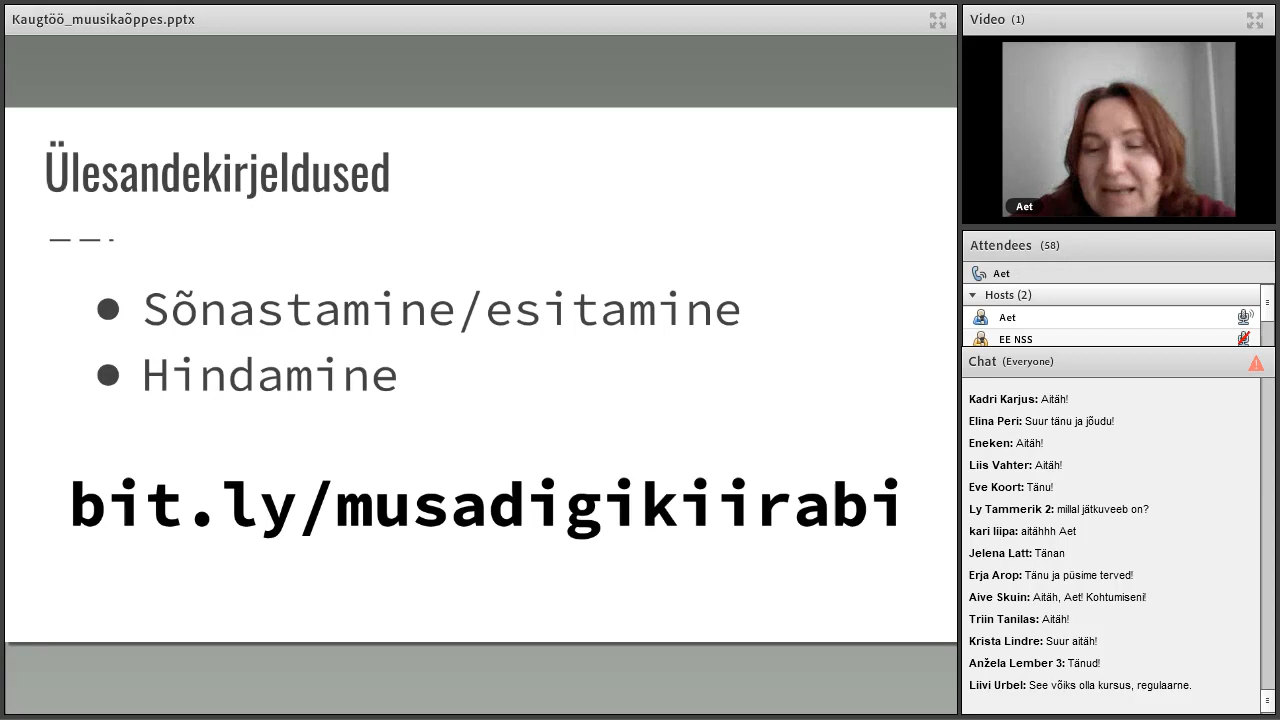 Kaugtöö_muusikaõppes.pptx
Ülesandekirjeldused
● Sõnastamine/esitamine
● Hindamine
bit.ly/musadigikiirabi
Video (1)
Aet
Attendees (58)
Aet
Hosts (2)
Aet
EE NSS
Chat (Everyone)
Kadri Karjus: Aitäh!
Elina Peri: Suur tänu ja jõudu!
Eneken: Aitäh!
Liis Vahter: Aitäh!
Eve Koort: Tänu!
Ly Tammerik 2: millal jätkuveeb on?
kari liipa: aitähhh Aet
Jelena Latt: Tänan
Erja Arop: Tänu ja püsime terved!
Aive Skuin: Aitäh, Aet! Kohtumiseni!
Triin Tanilas: Aitäh!
Krista Lindre: Suur aitäh!
Anžela Lember 3: Tänud!
Liivi Urbel: See võiks olla kursus, regulaarne.